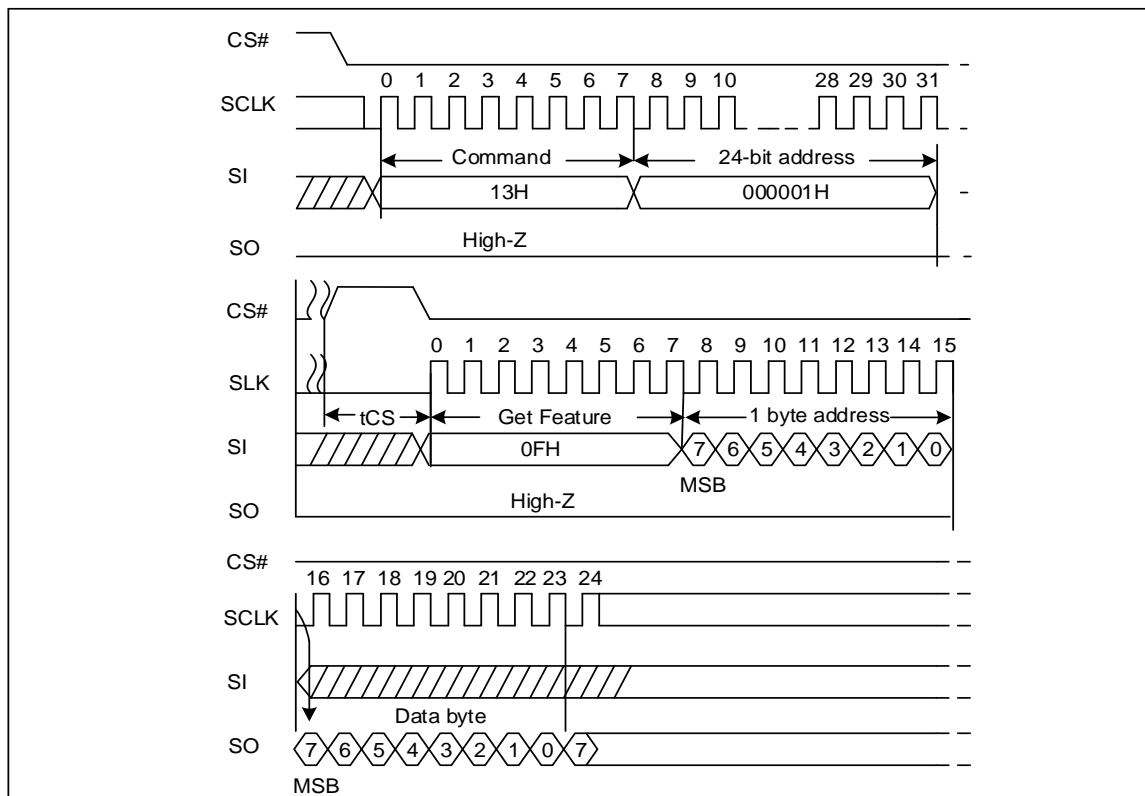 CS#
0 1 2 3 4 5 6 7 8 9 10 28 29 30 31
SCLK
Command 24-bit address
SI
13H 000001H
High-Z
SO
CS#
0 1 2 3 4 5 6 7 8 9 10 11 12 13 14 15
SLK
tCS Get Feature 1 byte address
SI
0FH 7 6 5 4 3 2 1 0
MSB
High-Z
SO
CS#
16 17 18 19 20 21 22 23 24
SCLK
SI
Data byte
SO
7 6 5 4 3 2 1 0 7
MSB